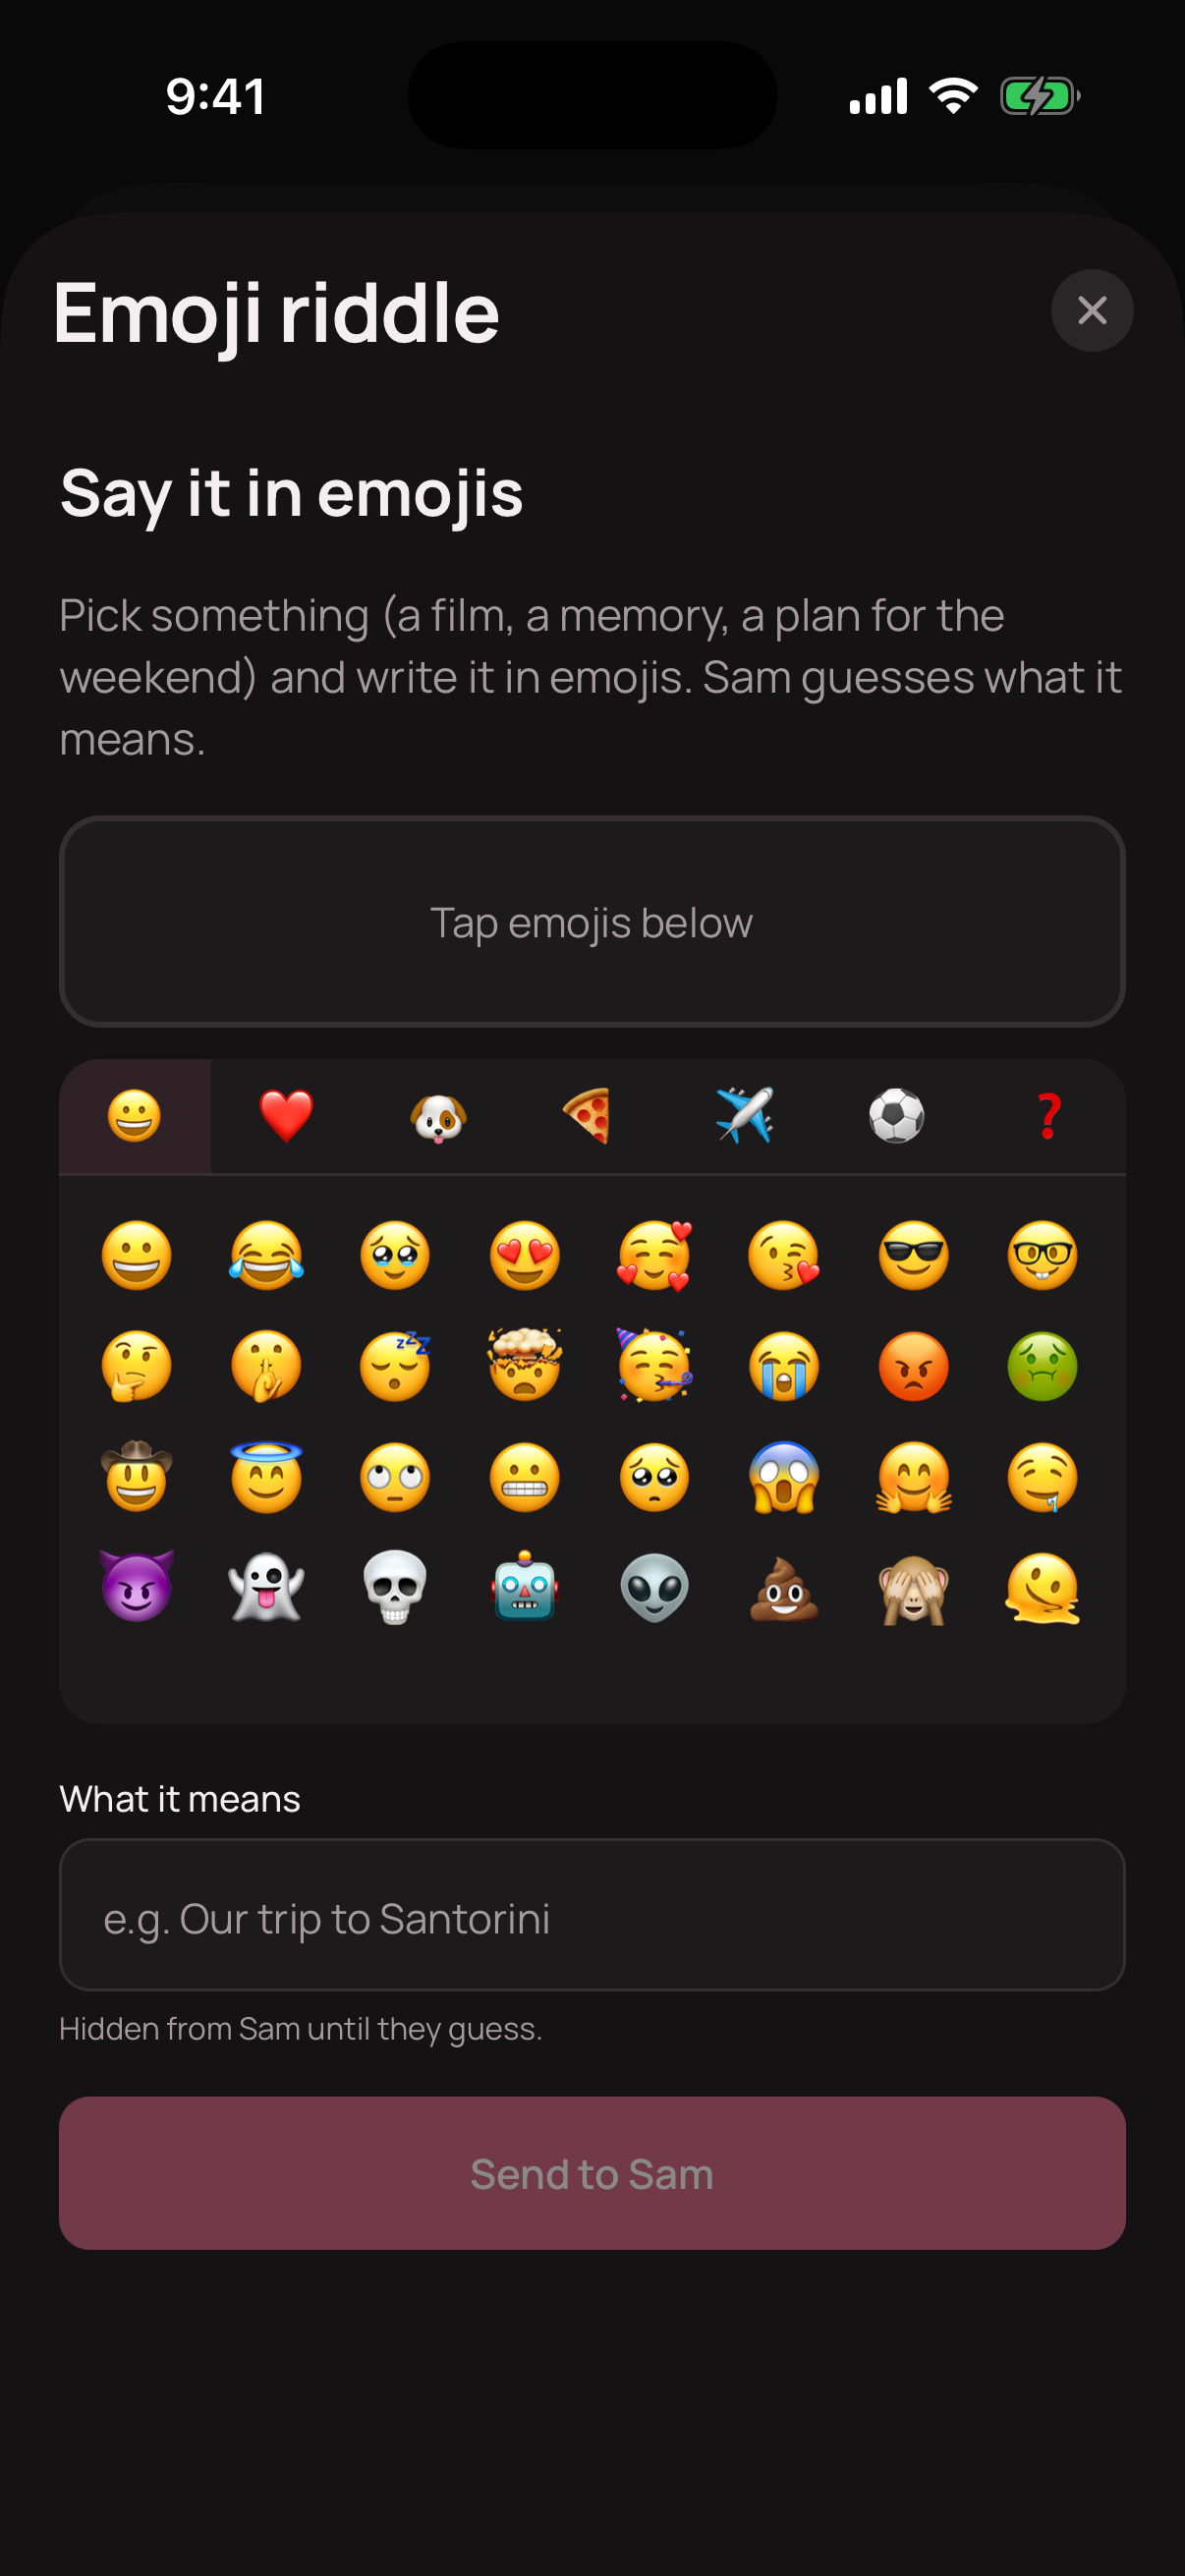 9:41
Emoji riddle
Say it in emojis
Pick something (a film, a memory, a plan for the
weekend) and write it in emojis. Sam guesses what it
means.
Tap emojis below
What it means
e.g. Our trip to Santorini
Hidden from Sam until they guess.
Send to Sam